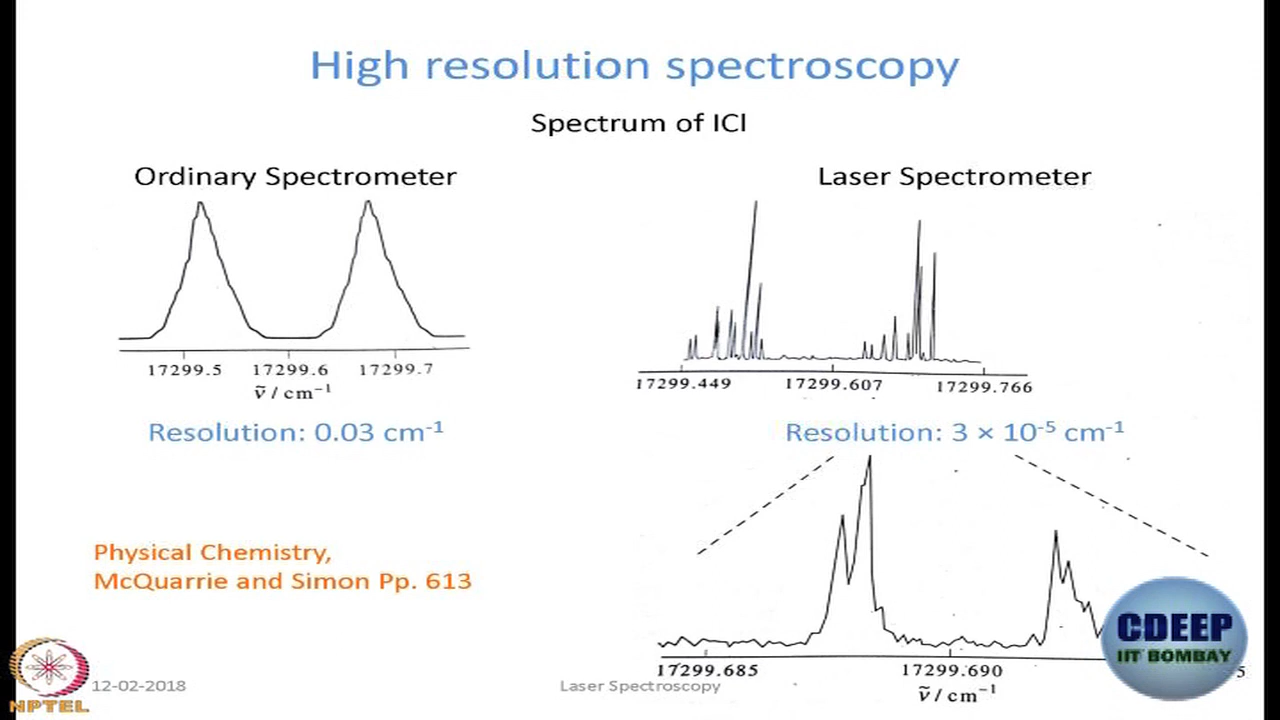 High resolution spectroscopy
Spectrum of ICl
Ordinary Spectrometer
17299.5 17299.6 17299.7
ν̃ / cm⁻¹
Resolution: 0.03 cm⁻¹
Laser Spectrometer
17299.449 17299.607 17299.766
Resolution: 3 × 10⁻⁵ cm⁻¹
17299.685 17299.690 5
ν̃ / cm⁻¹
Physical Chemistry,
McQuarrie and Simon Pp. 613
CDEEP
IIT BOMBAY
NPTEL
12-02-2018
Laser Spectroscopy